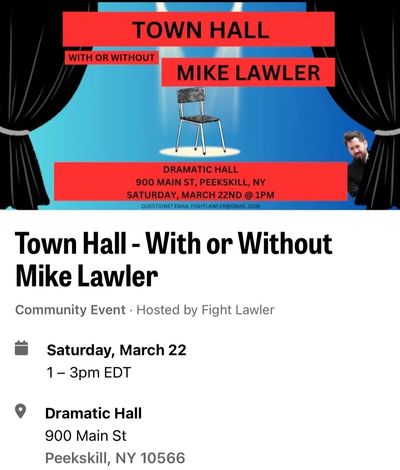 TOWN HALL
WITH OR WITHOUT
MIKE LAWLER
DRAMATIC HALL
900 MAIN ST, PEEKSKILL, NY
SATURDAY, MARCH 22ND @ 1PM
QUESTIONS? EMAIL FIGHTLAWLER@GMAIL.COM
Town Hall - With or Without
Mike Lawler
Community Event · Hosted by Fight Lawler
Saturday, March 22
1 – 3pm EDT
Dramatic Hall
900 Main St
Peekskill, NY 10566